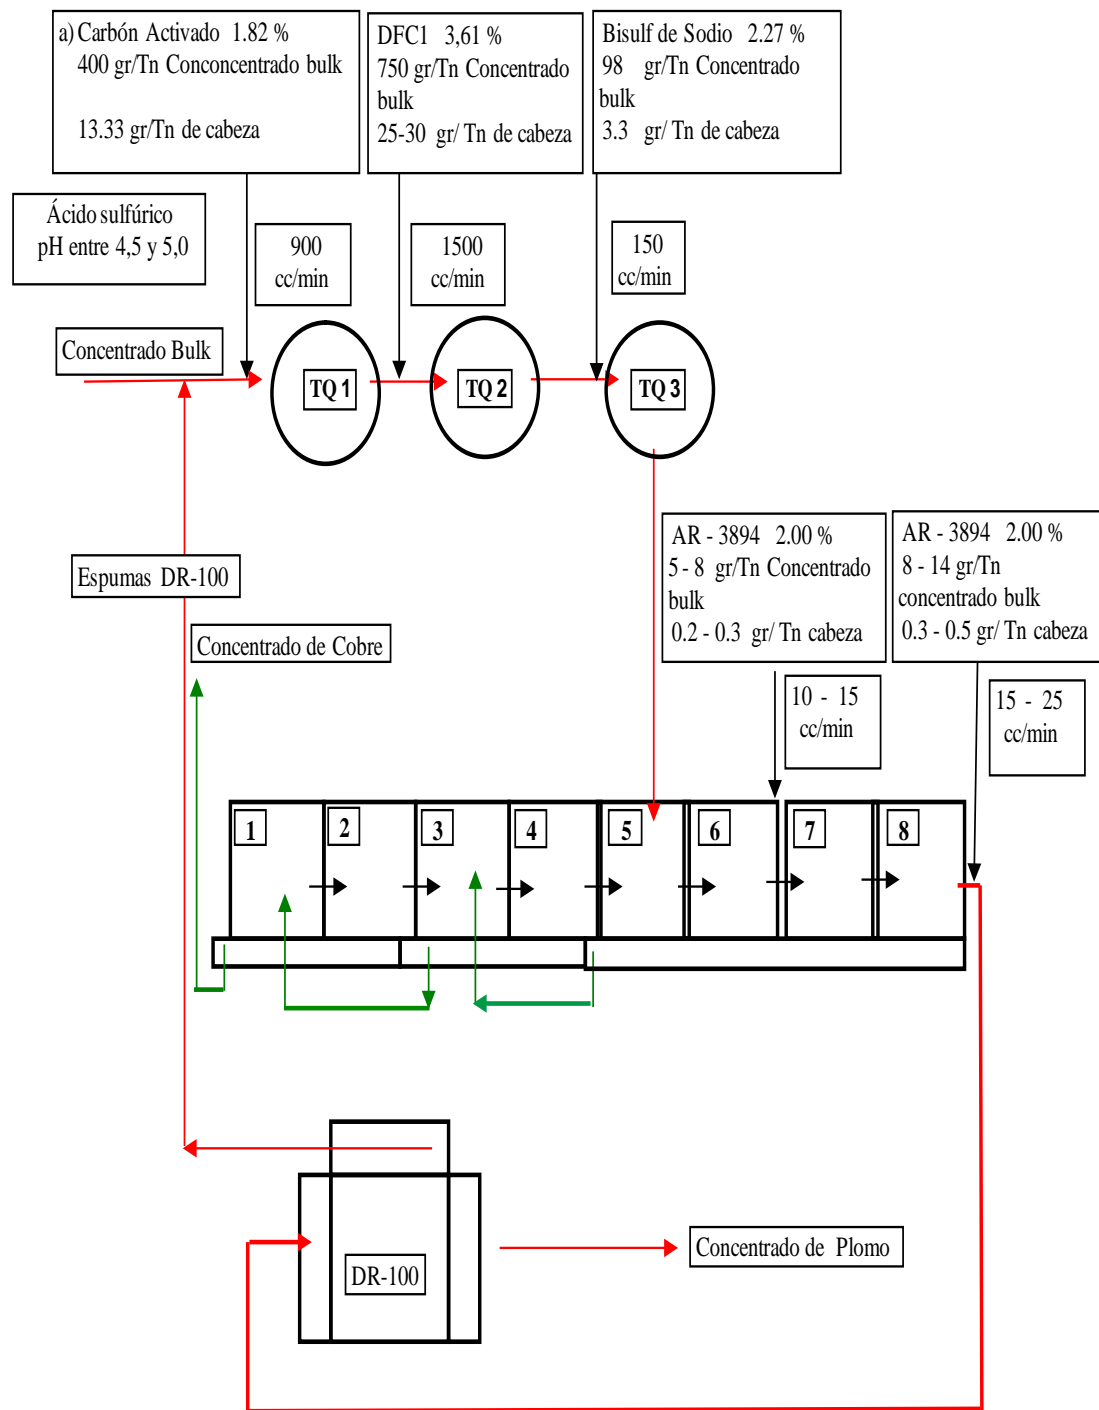 a) Carbón Activado 1.82 %
400 gr/Tn Conconcentrado bulk
13.33 gr/Tn de cabeza
DFC1 3,61 %
750 gr/Tn Concentrado
bulk
25-30 gr/ Tn de cabeza
Bisulf de Sodio 2.27 %
98 gr/Tn Concentrado
bulk
3.3 gr/ Tn de cabeza
Ácido sulfúrico
pH entre 4,5 y 5,0
900
cc/min
1500
cc/min
150
cc/min
Concentrado Bulk
TQ 1
TQ 2
TQ 3
AR - 3894 2.00 %
5 - 8 gr/Tn Concentrado
bulk
0.2 - 0.3 gr/ Tn cabeza
AR - 3894 2.00 %
8 - 14 gr/Tn
concentrado bulk
0.3 - 0.5 gr/ Tn cabeza
Espumas DR-100
Concentrado de Cobre
10 - 15
cc/min
15 - 25
cc/min
1
2
3
4
5
6
7
8
Concentrado de Plomo
DR-100